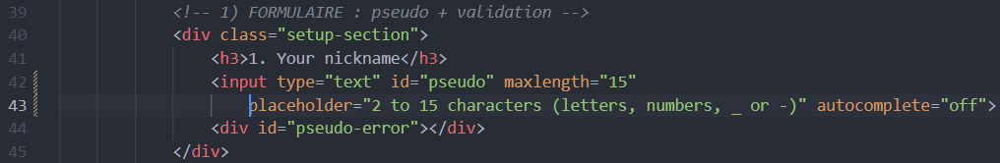 39 <!-- 1) FORMULAIRE : pseudo + validation -->
40 <div class="setup-section">
41 <h3>1. Your nickname</h3>
42 <input type="text" id="pseudo" maxlength="15"
43 placeholder="2 to 15 characters (letters, numbers, _ or -)" autocomplete="off">
44 <div id="pseudo-error"></div>
45 </div>